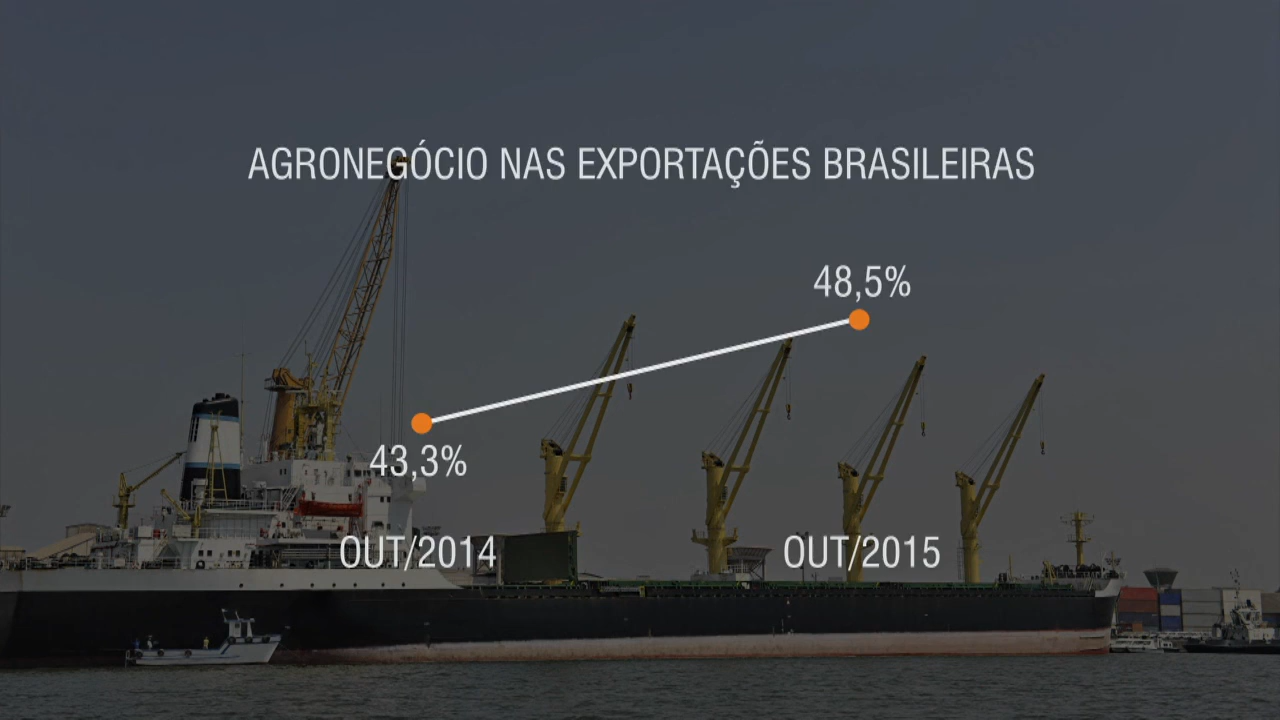 AGRONEGÓCIO NAS EXPORTAÇÕES BRASILEIRAS
48,5%
43,3%
OUT/2014 OUT/2015